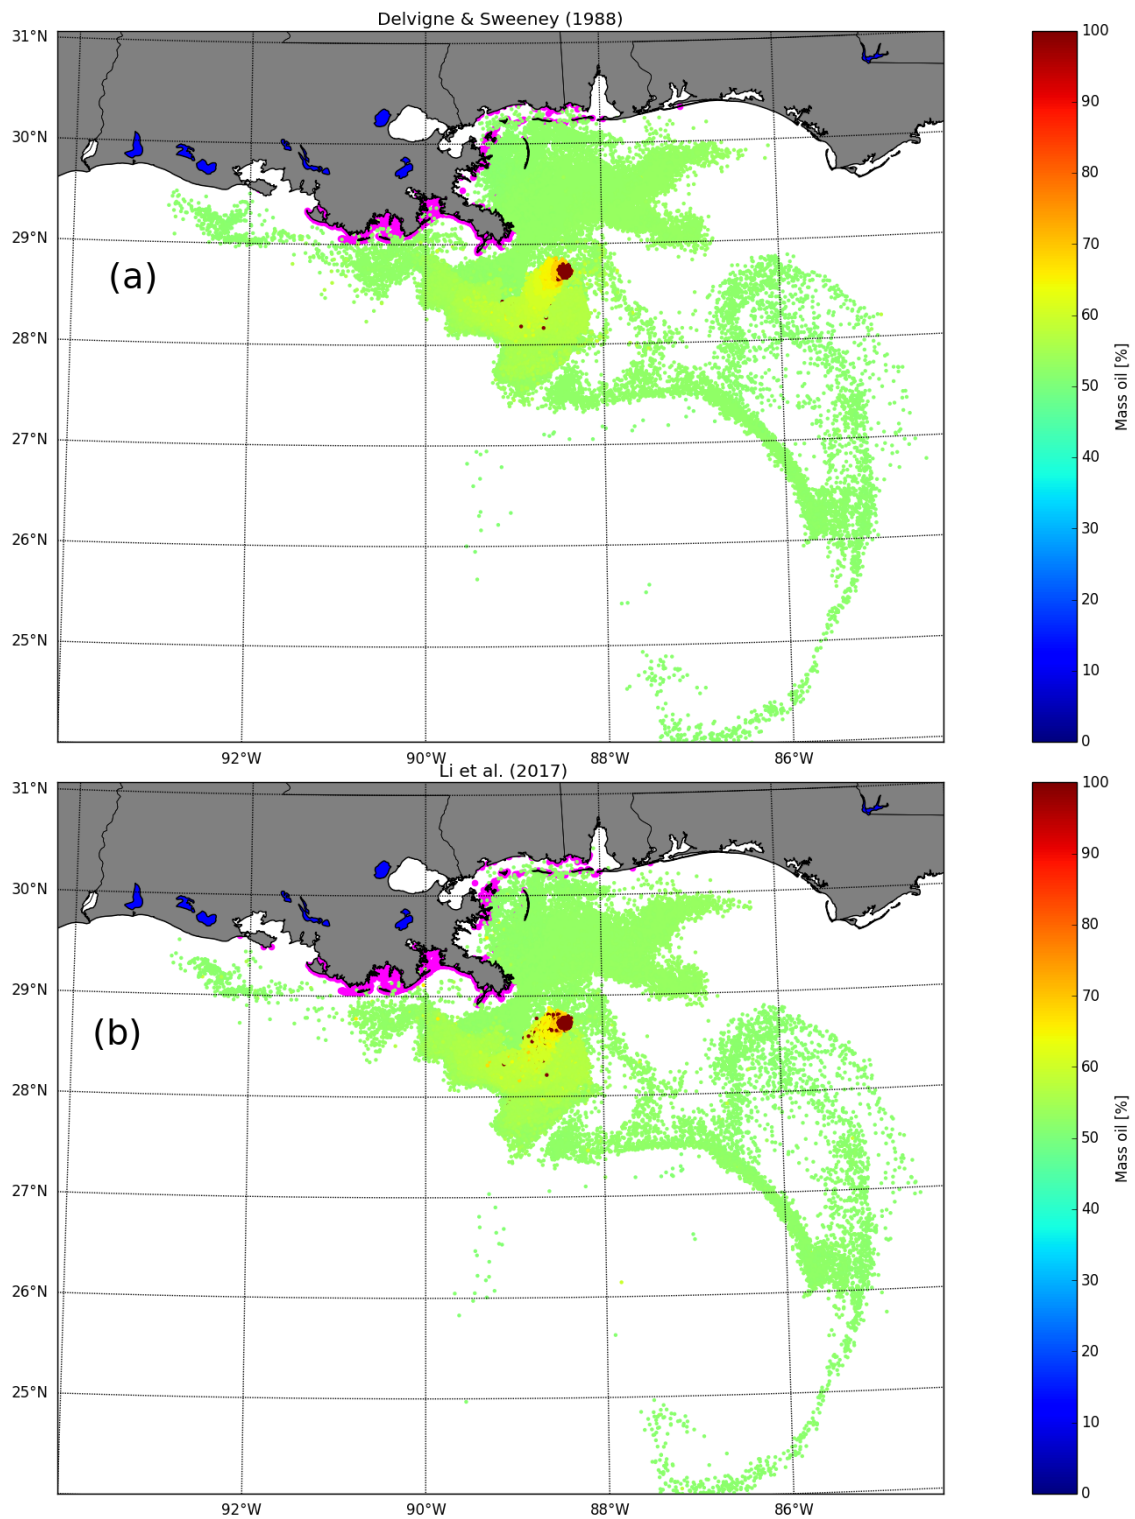 Delvigne & Sweeney (1988)
31°N
30°N
29°N
28°N
27°N
26°N
25°N
(a)
92°W 90°W 88°W 86°W
100
90
80
70
60
50
40
30
20
10
0
Mass oil [%]
Li et al. (2017)
31°N
30°N
29°N
28°N
27°N
26°N
25°N
(b)
92°W 90°W 88°W 86°W
100
90
80
70
60
50
40
30
20
10
0
Mass oil [%]